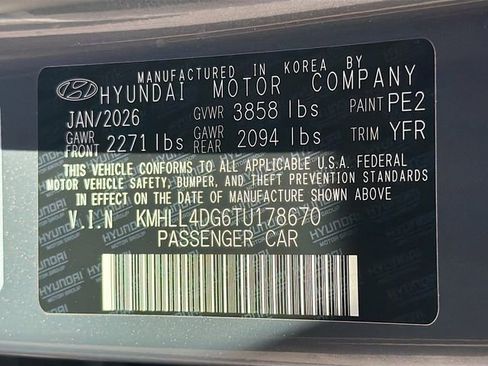 MANUFACTURED IN KOREA BY
HYUNDAI MOTOR COMPANY
JAN/2026 GVWR 3858 lbs PAINT PE2
GAWR FRONT 2271 lbs GAWR REAR 2094 lbs TRIM YFR
THIS VEHICLE CONFORMS TO ALL APPLICABLE U.S.A. FEDERAL
MOTOR VEHICLE SAFETY, BUMPER, AND THEFT PREVENTION STANDARDS
IN EFFECT ON THE DATE OF MANUFACTURE SHOWN ABOVE
V.I.N KMHLL4DG6TU178670
PASSENGER CAR